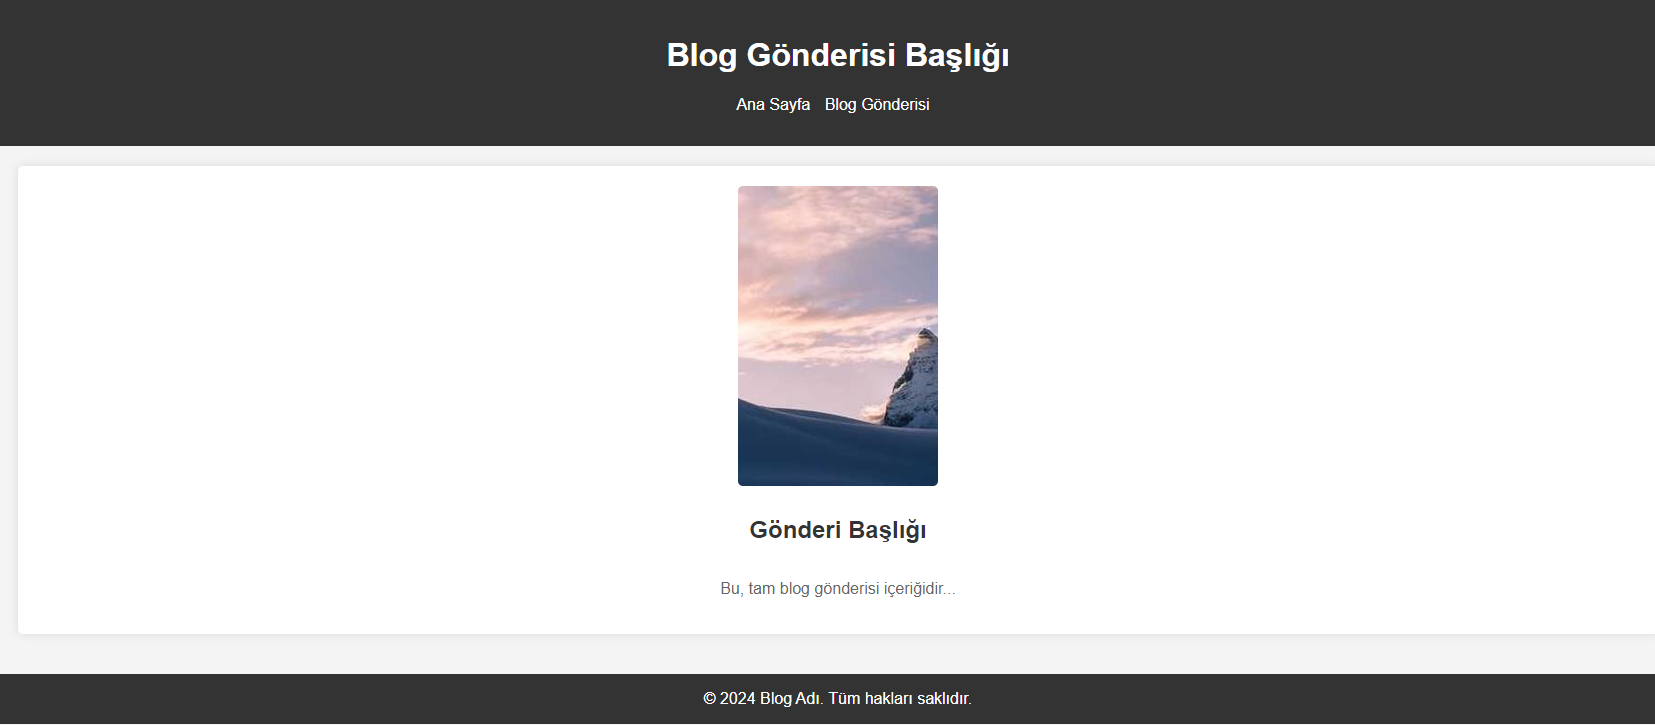 Blog Gönderisi Başlığı
Ana Sayfa Blog Gönderisi
Gönderi Başlığı
Bu, tam blog gönderisi içeriğidir...
© 2024 Blog Adı. Tüm hakları saklıdır.